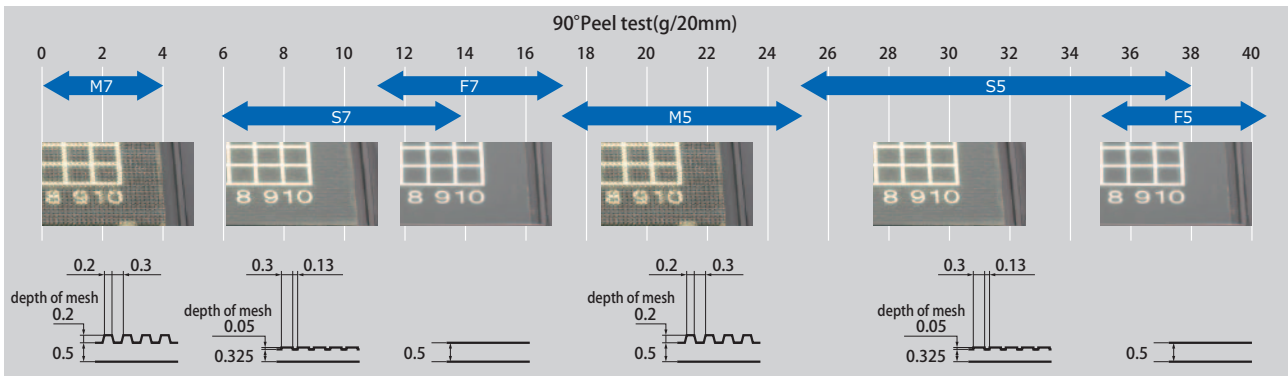 90°Peel test(g/20mm)
0 2 4 6 8 10 12 14 16 18 20 22 24 26 28 30 32 34 36 38 40
M7 F7 S5
S7 M5 F5
8 910 8 910 8 910 8 910 8 910 8 910
0.2 0.3 0.3 0.13 0.2 0.3 0.3 0.13
depth of mesh depth of mesh depth of mesh depth of mesh
0.2 0.05 0.2 0.05
0.5 0.325 0.5 0.5 0.325 0.5